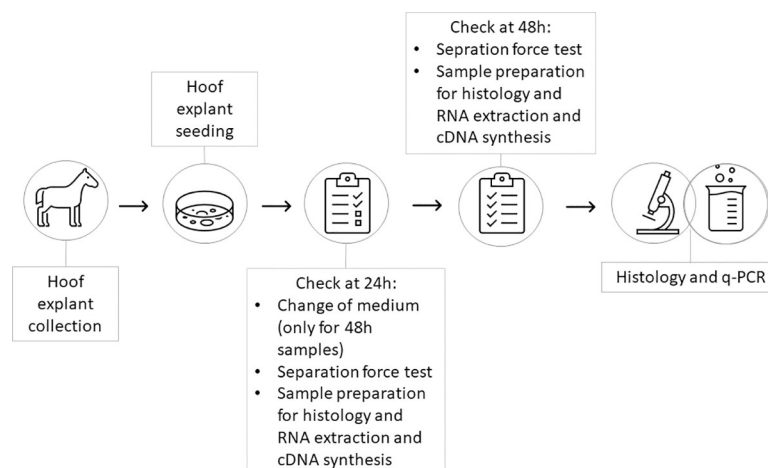 Hoof
explant
collection
Hoof
explant
seeding
Check at 24h:
• Change of medium
(only for 48h
samples)
• Separation force test
• Sample preparation
for histology and
RNA extraction and
cDNA synthesis
Check at 48h:
• Sepration force test
• Sample preparation
for histology and
RNA extraction and
cDNA synthesis
Histology and q-PCR